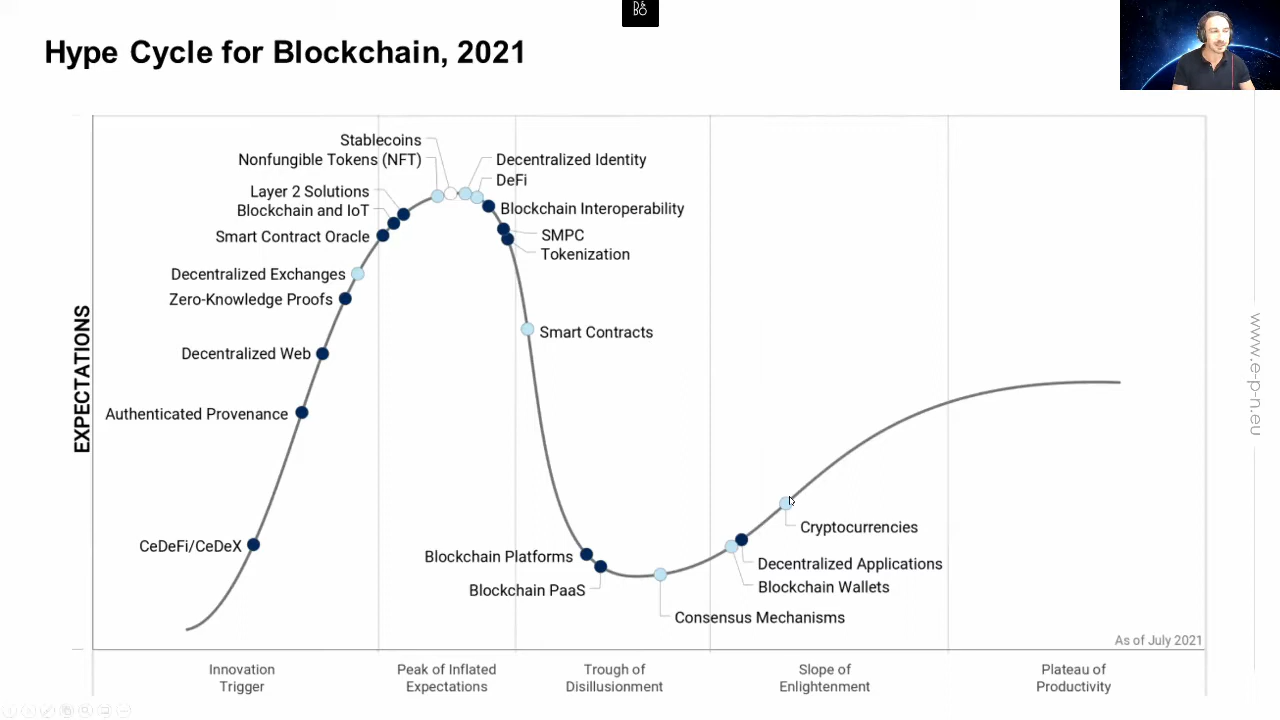 D&
BO
Hype Cycle for Blockchain, 2021
Stablecoins
Nonfungible Tokens (NFT)
Decentralized Identity
DeFi
Layer 2 Solutions
Blockchain and IoT
Blockchain Interoperability
Smart Contract Oracle
SMPC
Tokenization
Decentralized Exchanges
Zero-Knowledge Proofs
Smart Contracts
Decentralized Web
Authenticated Provenance
EXPECTATIONS
www.e-p-n.eu
CeDeFi/CeDeX
Blockchain Platforms
Blockchain PaaS
Cryptocurrencies
Decentralized Applications
Blockchain Wallets
Consensus Mechanisms
As of July 2021
Innovation
Trigger
Peak of Inflated
Expectations
Trough of
Disillusionment
Slope of
Enlightenment
Plateau of
Productivity